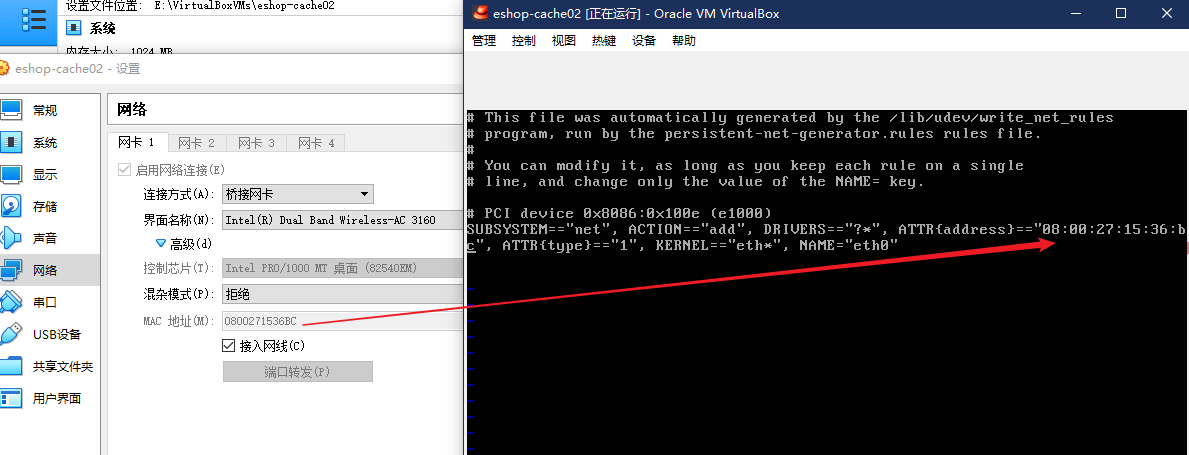 设置文件位置: E:\VirtualBoxVMs\eshop-cache02
系统
内存大小: 1024 MB
eshop-cache02 - 设置
常规
系统
显示
存储
声音
网络
串口
USB设备
共享文件夹
用户界面
网络
网卡 1 网卡 2 网卡 3 网卡 4
启用网络连接(E)
连接方式(A): 桥接网卡
界面名称(N): Intel(R) Dual Band Wireless-AC 3160
高级(d)
控制芯片(T): Intel PRO/1000 MT 桌面 (82540EM)
混杂模式(P): 拒绝
MAC 地址(M): 0800271536BC
接入网线(C)
端口转发(P)
eshop-cache02 [正在运行] - Oracle VM VirtualBox
管理 控制 视图 热键 设备 帮助
# This file was automatically generated by the /lib/udev/write_net_rules
# program, run by the persistent-net-generator.rules rules file.
#
# You can modify it, as long as you keep each rule on a single
# line, and change only the value of the NAME= key.
# PCI device 0x8086:0x100e (e1000)
SUBSYSTEM=="net", ACTION=="add", DRIVERS=="?*", ATTR{address}=="08:00:27:15:36:b
c", ATTR{type}=="1", KERNEL=="eth*", NAME="eth0"
~
~
~
~
~
~
~
~
~
~